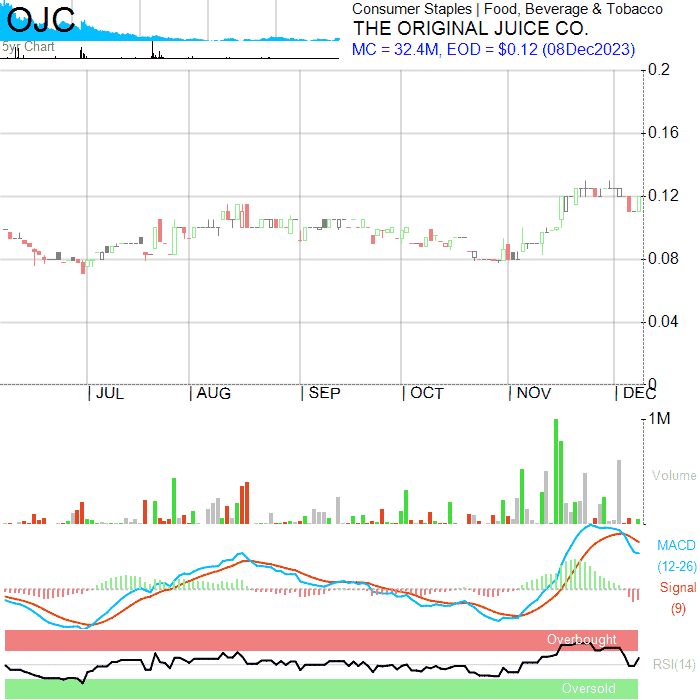 OJC
5yr Chart
Consumer Staples | Food, Beverage & Tobacco
THE ORIGINAL JUICE CO.
MC = 32.4M, EOD = $0.12 (08Dec2023)
0.2
0.16
0.12
0.08
0.04
0
JUL AUG SEP OCT NOV DEC
1M
Volume
MACD
(12-26)
Signal
(9)
Overbought
RSI(14)
Oversold